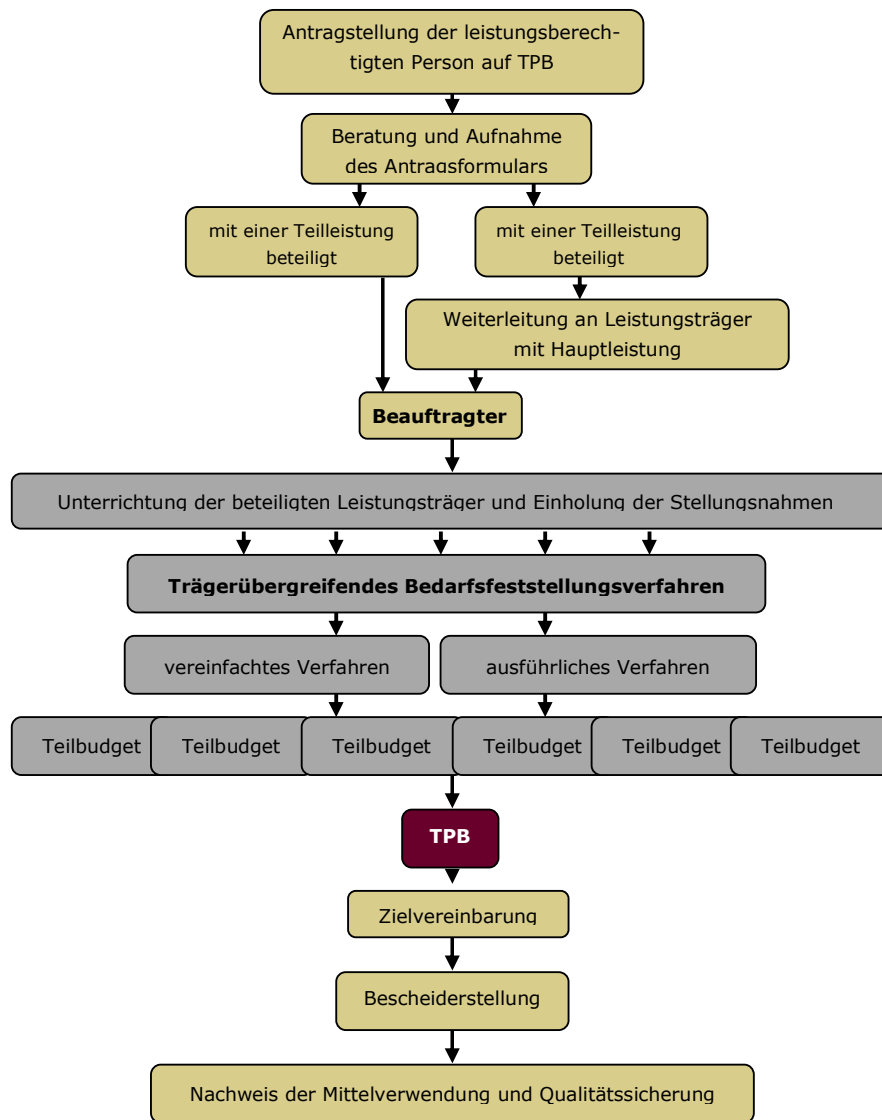 Antragstellung der leistungsberech-
tigten Person auf TPB
Beratung und Aufnahme
des Antragsformulars
mit einer Teilleistung
beteiligt
mit einer Teilleistung
beteiligt
Weiterleitung an Leistungsträger
mit Hauptleistung
Beauftragter
Unterrichtung der beteiligten Leistungsträger und Einholung der Stellungsnahmen
Trägerübergreifendes Bedarfsfeststellungsverfahren
vereinfachtes Verfahren
ausführliches Verfahren
Teilbudget
Teilbudget
Teilbudget
Teilbudget
Teilbudget
Teilbudget
TPB
Zielvereinbarung
Bescheiderstellung
Nachweis der Mittelverwendung und Qualitätssicherung